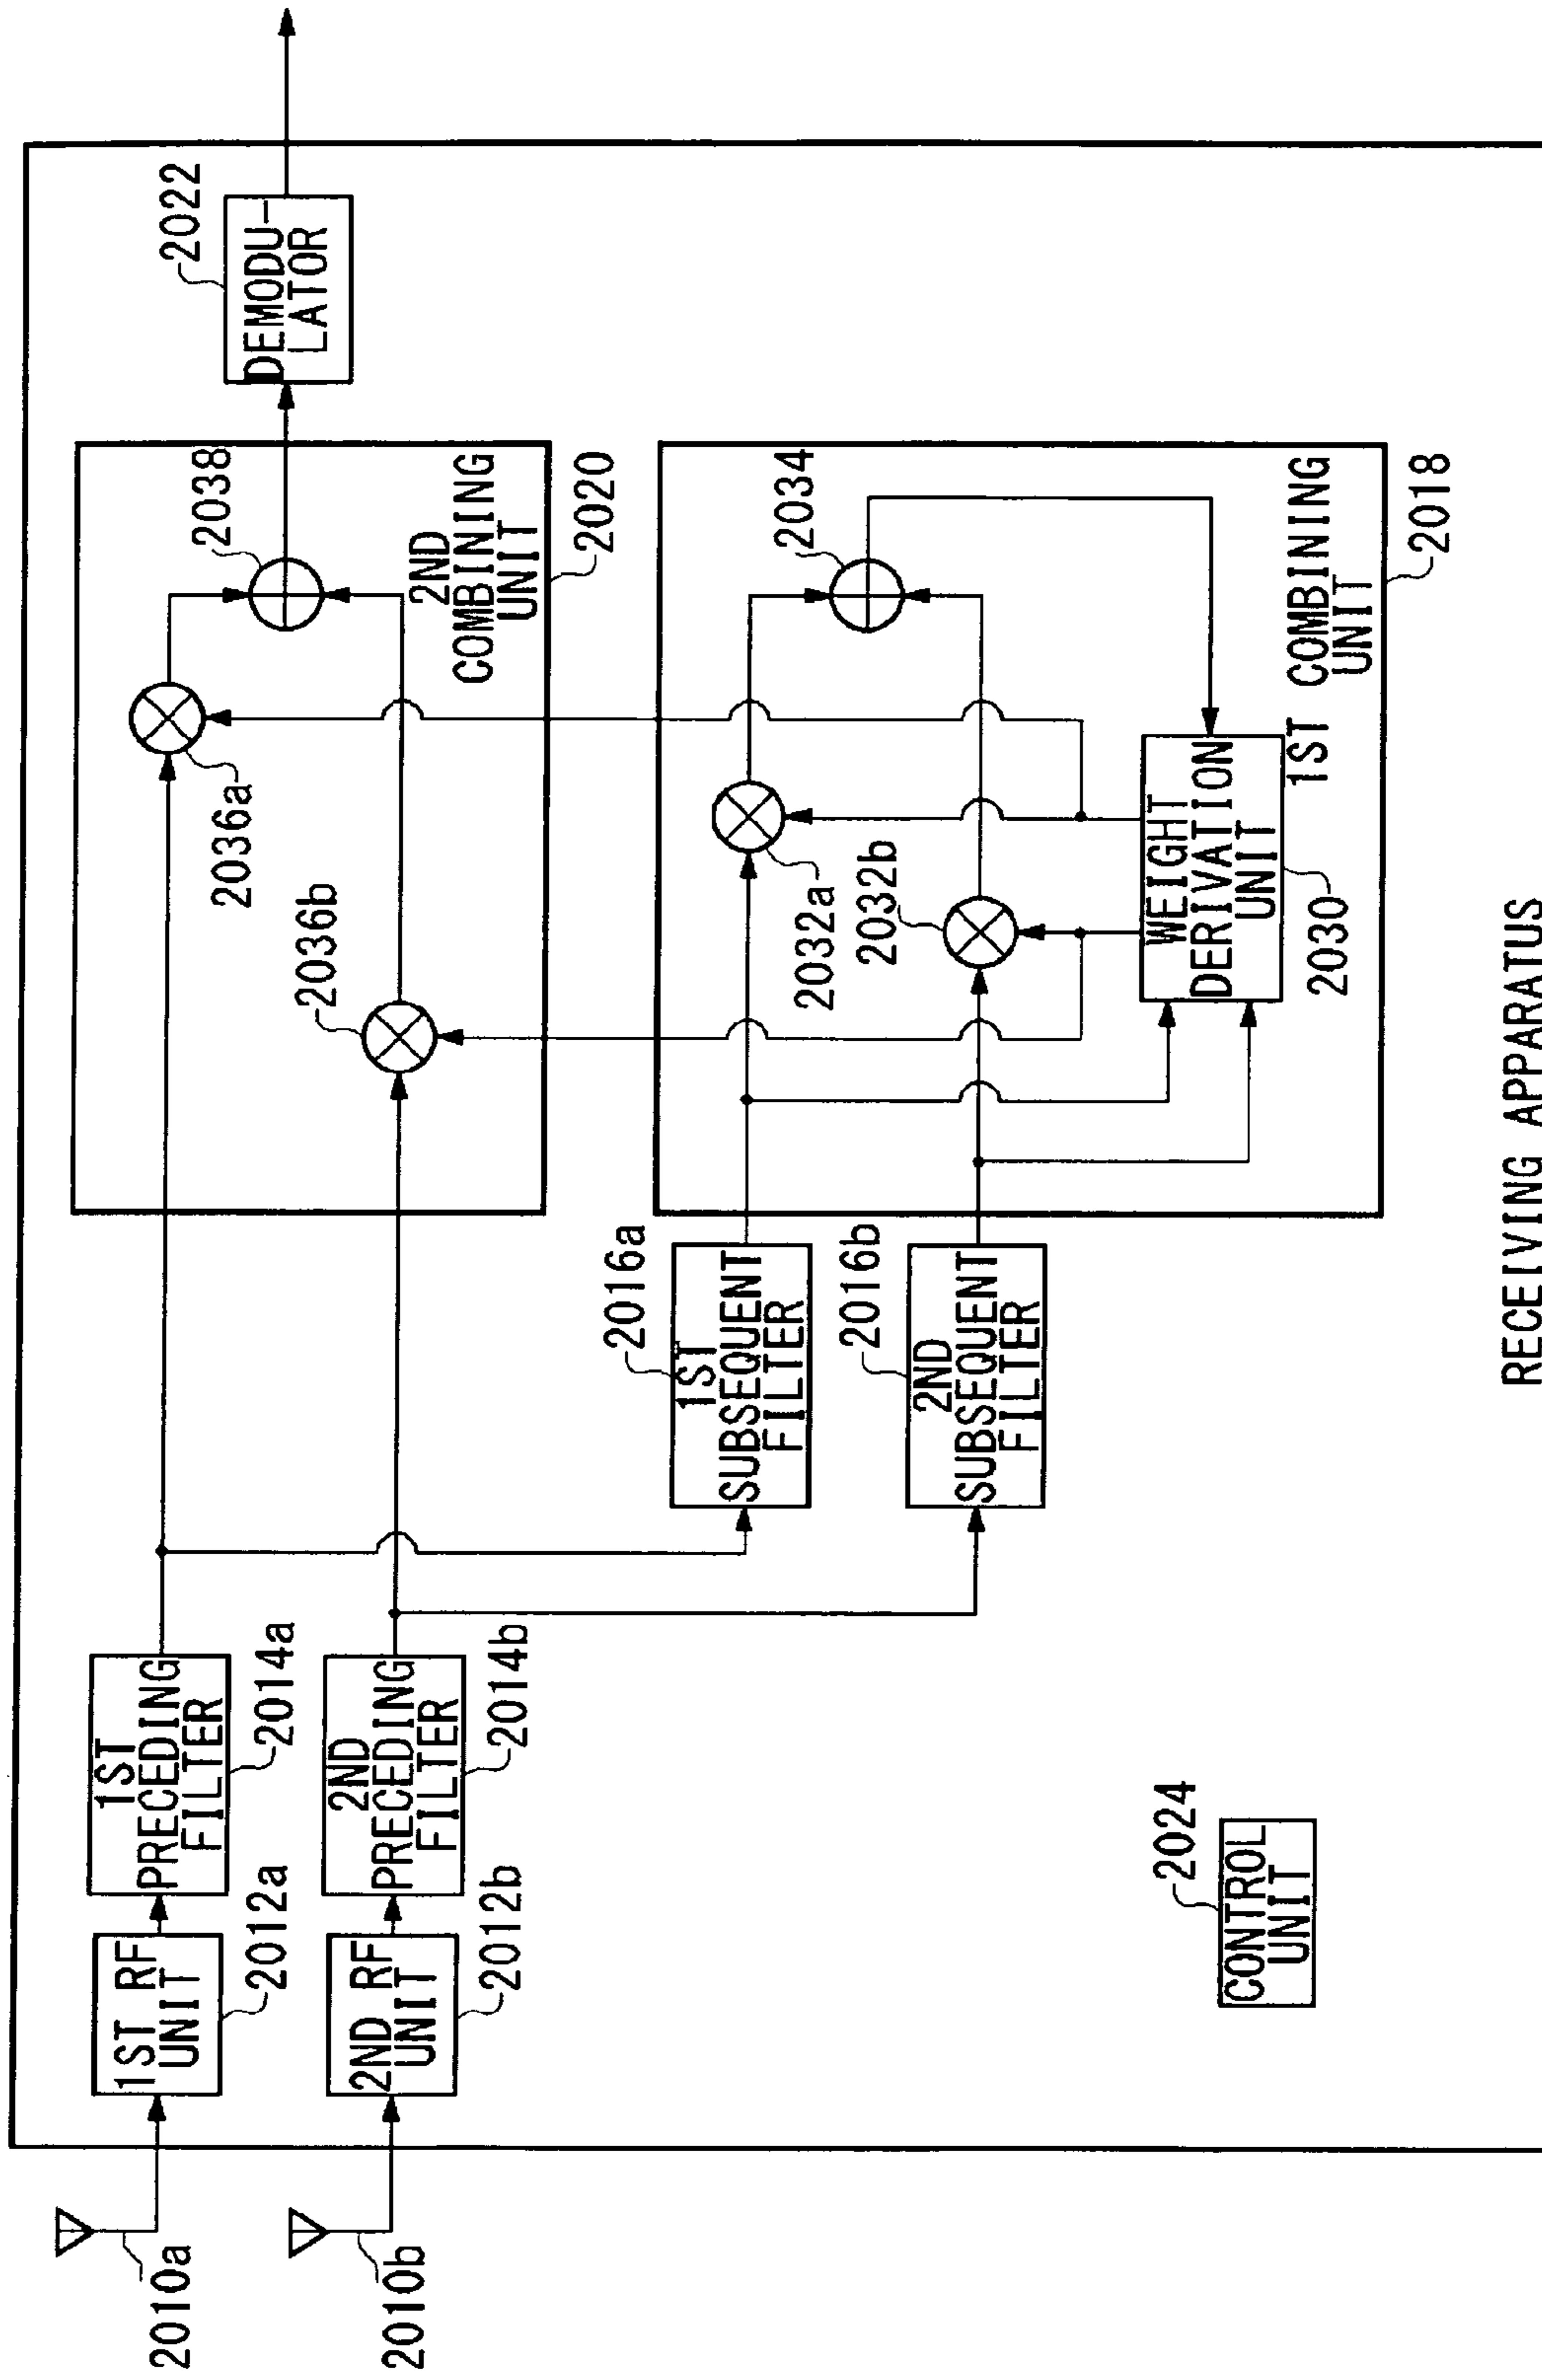 2010a
2010b
1ST RF
UNIT
2012a
2ND RF
UNIT
2012b
1ST
PRECEDING
FILTER
2014a
2ND
PRECEDING
FILTER
2014b
CONTROL
UNIT
2024
1ST
SUBSEQUENT
FILTER
2016a
2ND
SUBSEQUENT
FILTER
2016b
2036a
2036b
2038
2ND
COMBINING
UNIT
2020
2032a
2032b
2034
WEIGHT
DERIVATION
UNIT
2030
1ST COMBINING
UNIT
2018
DEMODU-
LATOR
2022
RECEIVING APPARATUS